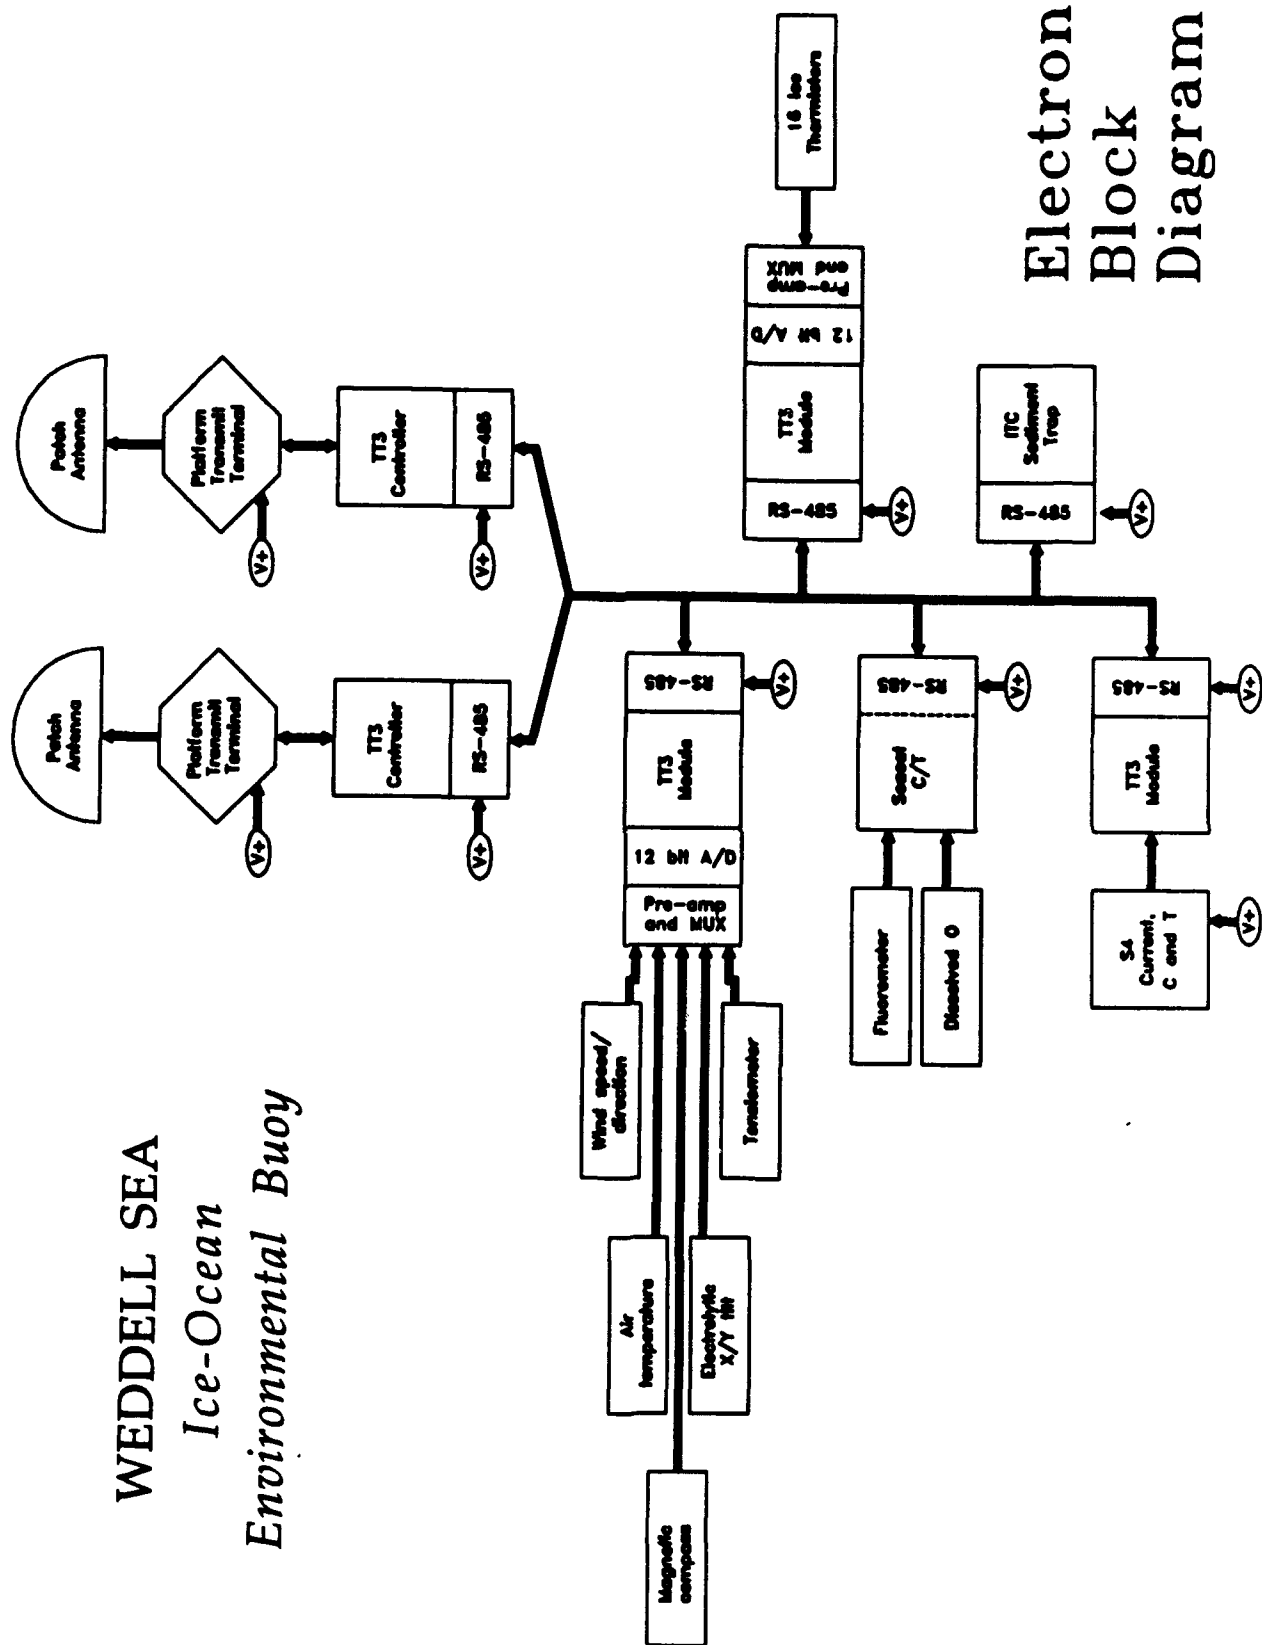 WEDDELL SEA
Ice-Ocean
Environmental Buoy
Patch
Antenna
Platform
Transmit
Terminal
V+
TT3
Controller
RS-485
V+
Patch
Antenna
Platform
Transmit
Terminal
V+
TT3
Controller
RS-485
V+
Magnetic
compass
Air
temperature
Electrolytic
X/Y tilt
Wind speed/
direction
Tensiometer
Pre-amp
and MUX
12 bit A/D
TT3
Module
RS-485
V+
RS-485
TT3
Module
12 bit A/D
Pre-amp
and MUX
V+
16 Ice
Thermistors
Fluorometer
Dissolved O
Seacat
C/T
RS-485
V+
RS-485
ITC
Sediment
Trap
V+
S4
Current,
C and T
V+
TT3
Module
RS-485
V+
Electron
Block
Diagram